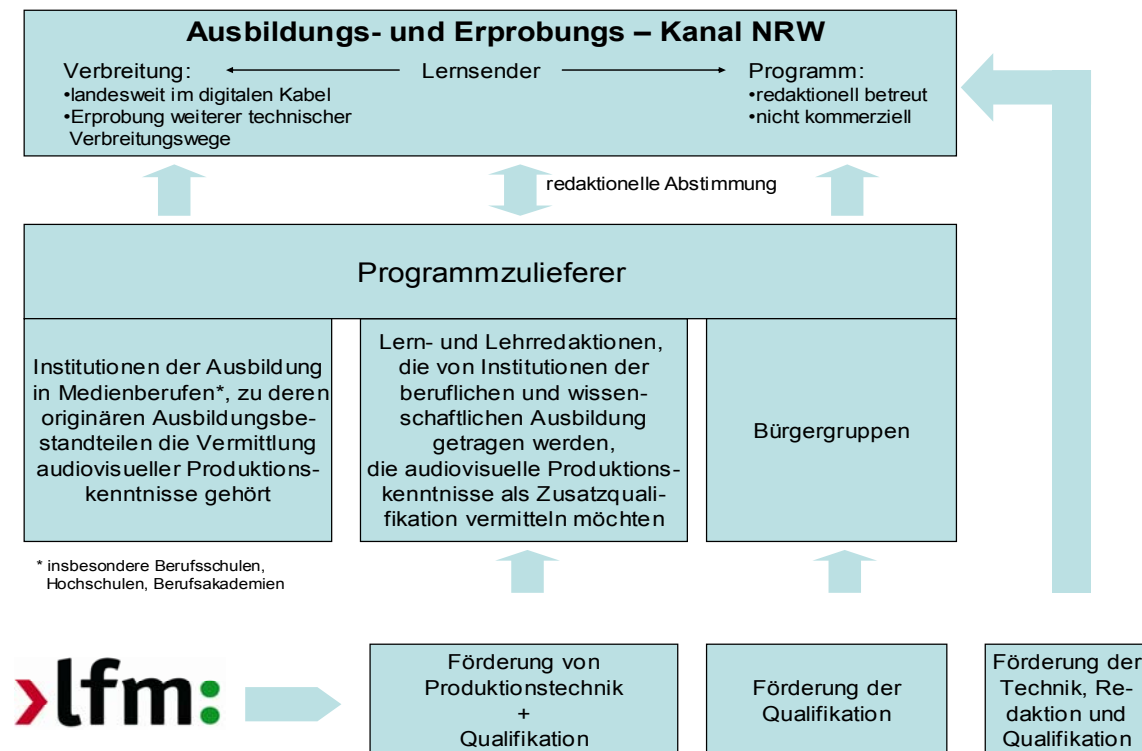 Ausbildungs- und Erprobungs – Kanal NRW
Verbreitung:
•landesweit im digitalen Kabel
•Erprobung weiterer technischer
Verbreitungswege
Lernsender
Programm:
•redaktionell betreut
•nicht kommerziell
redaktionelle Abstimmung
Programmzulieferer
Institutionen der Ausbildung
in Medienberufen*, zu deren
originären Ausbildungsbe-
standteilen die Vermittlung
audiovisueller Produktions-
kenntnisse gehört
Lern- und Lehrredaktionen,
die von Institutionen der
beruflichen und wissen-
schaftlichen Ausbildung
getragen werden,
die audiovisuelle Produktions-
kenntnisse als Zusatzquali-
fikation vermitteln möchten
Bürgergruppen
* insbesondere Berufsschulen,
Hochschulen, Berufsakademien
lfm:
Förderung von
Produktionstechnik
+
Qualifikation
Förderung der
Qualifikation
Förderung der
Technik, Re-
daktion und
Qualifikation